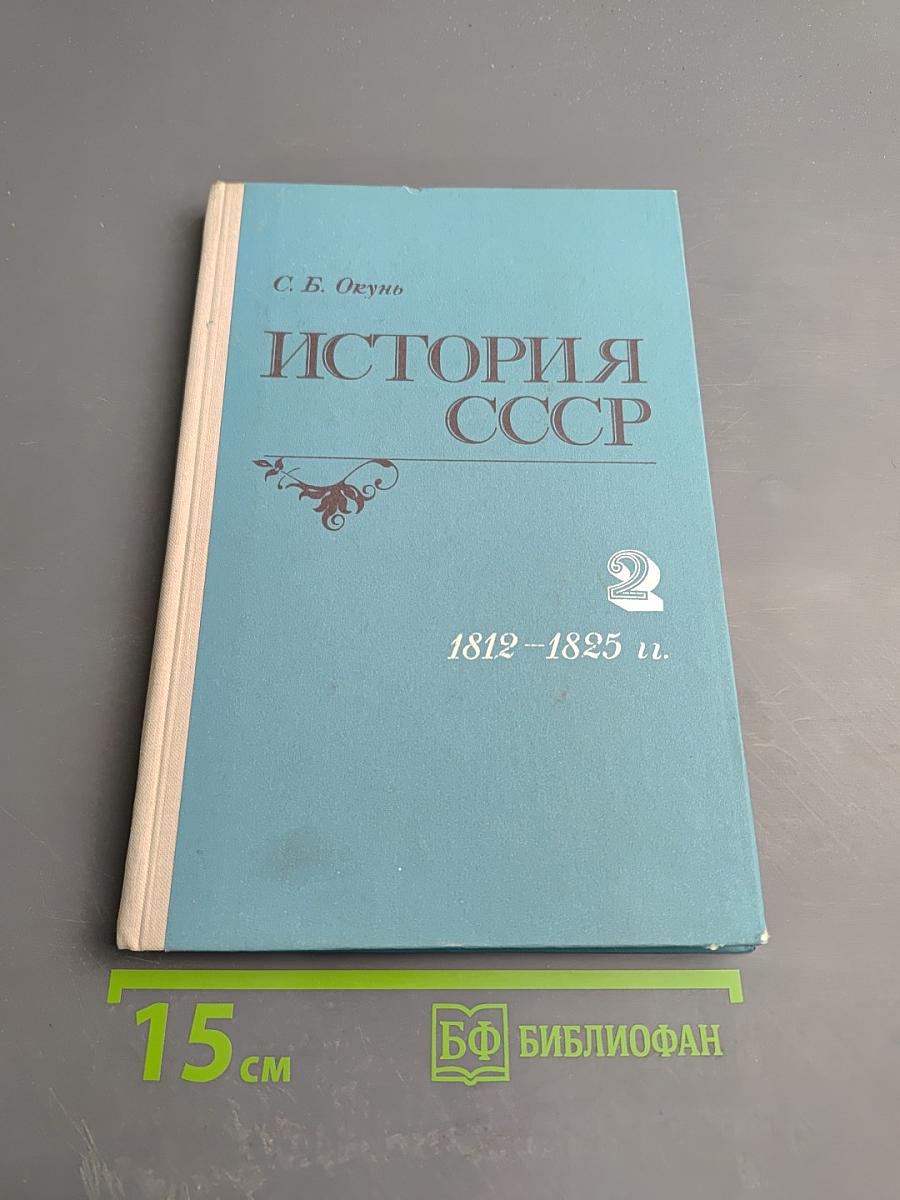 С. Б. Окунь
ИСТОРИЯ
СССР
2
1812—1825 гг.
15 см
БФ БИБЛИОФАН